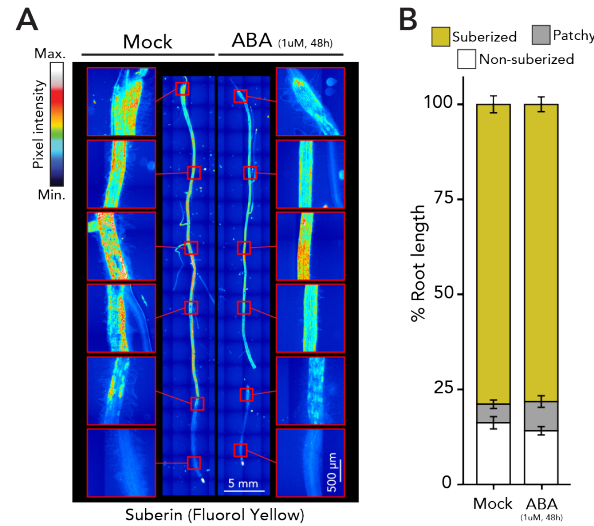 A
Mock
ABA (1uM, 48h)
Max.
Pixel intensity
Min.
5 mm
500 µm
Suberin (Fluorol Yellow)
B
Suberized
Patchy
Non-suberized
100
75
50
25
0
% Root length
Mock
ABA
(1uM, 48h)